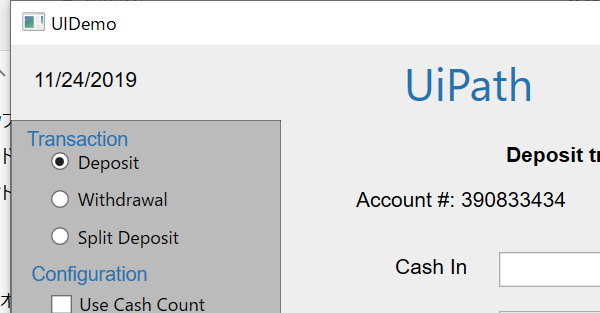 UIDemo
11/24/2019
UiPath
Transaction
Deposit
Withdrawal
Split Deposit
Configuration
Use Cash Count
Deposit
Account #: 390833434
Cash In